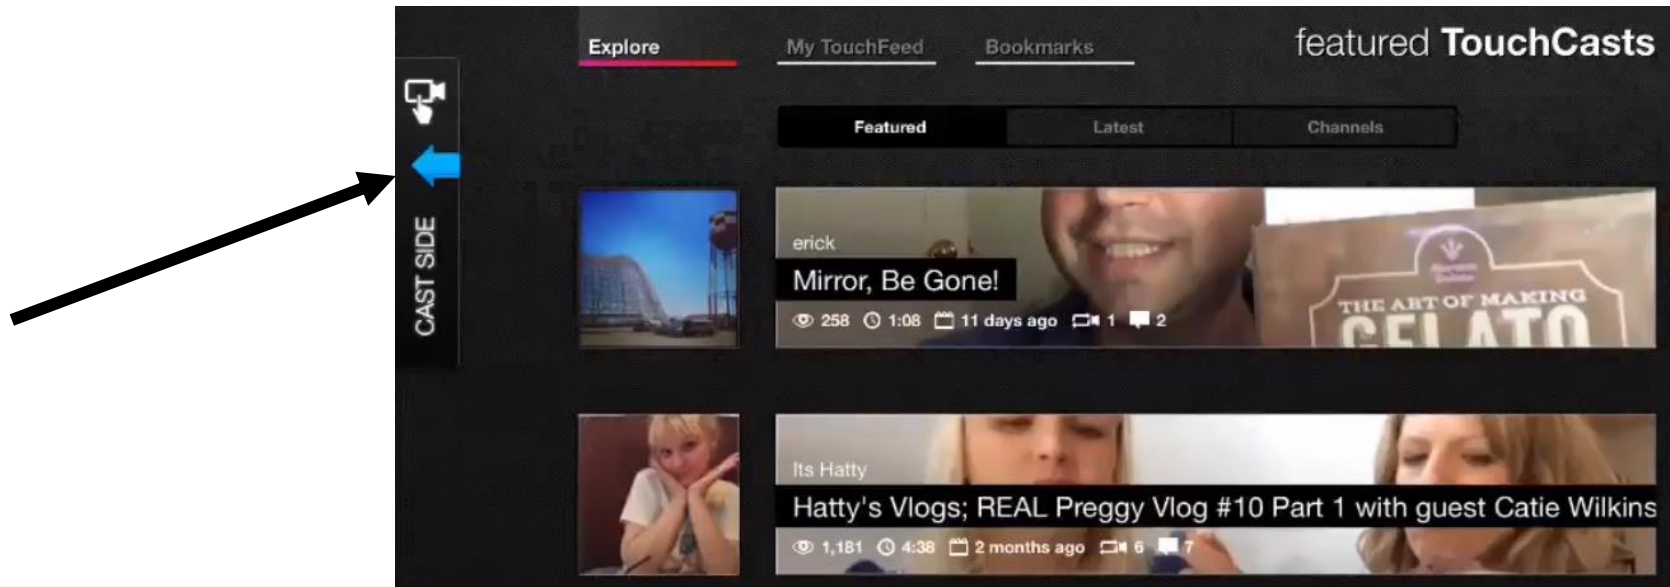 Explore
My TouchFeed
Bookmarks
featured TouchCasts
Featured
Latest
Channels
CAST SIDE
erick
Mirror, Be Gone!
258 1:08 11 days ago 1 2
THE ART OF MAKING
GELATO
Its Hatty
Hatty's Vlogs; REAL Preggy Vlog #10 Part 1 with guest Catie Wilkins
1,181 4:38 2 months ago 6 7